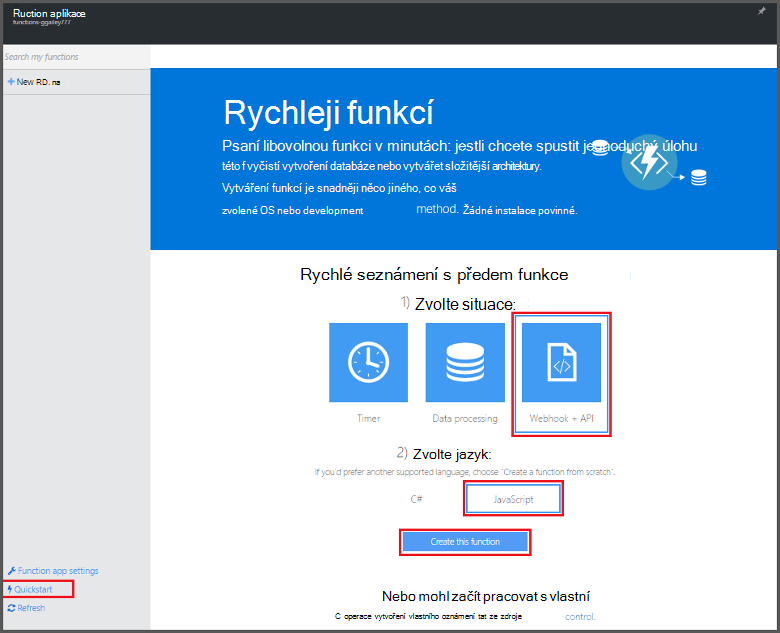 Ruction aplikace
functions-ggailey777
Search my functions
New RD. na
Rychleji funkcí
Psaní libovolnou funkci v minutách: jestli chcete spustit jednoduchý úlohu
této f vyčistí vytvoření databáze nebo vytvářet složitější architektury.
Vytváření funkcí je snadněji něco jiného, co váš
zvolené OS nebo development method. Žádné instalace povinné.
Rychlé seznámení s předem funkce
1) Zvolte situace:
Timer Data processing Webhook + API
2) Zvolte jazyk:
If you'd prefer another supported language, choose "Create a function from scratch".
C# JavaScript
Create this function
Function app settings
Quickstart
Refresh
Nebo mohl začít pracovat s vlastní
C operace vytvoření vlastního oznámení tat ze zdroje control.